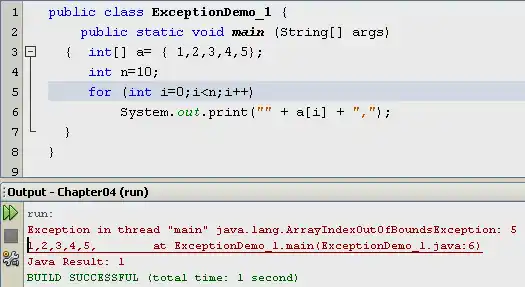 1 public class ExceptionDemo_1 {
2 public static void main (String[] args)
3 { int[] a= { 1,2,3,4,5};
4 int n=10;
5 for (int i=0;i<n;i++)
6 System.out.print("" + a[i] + ",");
7 }
8 }
9
Output - Chapter04 (run)
run:
Exception in thread "main" java.lang.ArrayIndexOutOfBoundsException: 5
1,2,3,4,5, at ExceptionDemo_1.main(ExceptionDemo_1.java:6)
Java Result: 1
BUILD SUCCESSFUL (total time: 1 second)